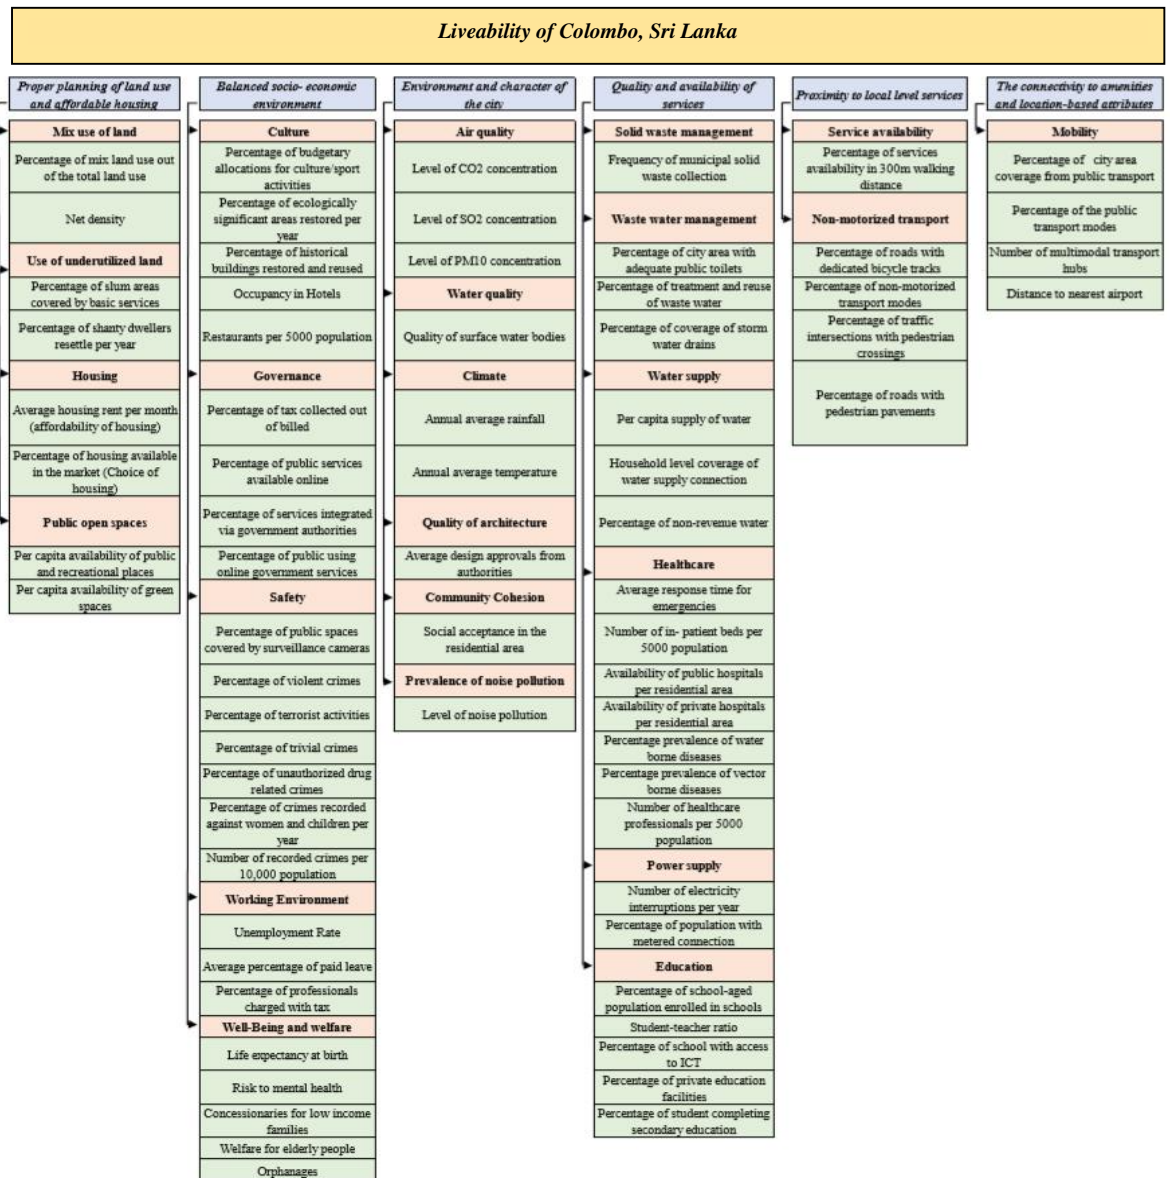 Liveability of Colombo, Sri Lanka
Proper planning of land use
and affordable housing
Mix use of land
Percentage of mix land use out
of the total land use
Net density
Use of underutilized land
Percentage of slum areas
covered by basic services
Percentage of shanty dwellers
resettle per year
Housing
Average housing rent per month
(affordability of housing)
Percentage of housing available
in the market (Choice of
housing)
Public open spaces
Per capita availability of public
and recreational places
Per capita availability of green
spaces
Balanced socio- economic
environment
Culture
Percentage of budgetary
allocations for culture/sport
activities
Percentage of ecologically
significant areas restored per
year
Percentage of historical
buildings restored and reused
Occupancy in Hotels
Restaurants per 5000 population
Governance
Percentage of tax collected out
of billed
Percentage of public services
available online
Percentage of services integrated
via government authorities
Percentage of public using
online government services
Safety
Percentage of public spaces
covered by surveillance cameras
Percentage of violent crimes
Percentage of terrorist activities
Percentage of trivial crimes
Percentage of unauthorized drug
related crimes
Percentage of crimes recorded
against women and children per
year
Number of recorded crimes per
10,000 population
Working Environment
Unemployment Rate
Average percentage of paid leave
Percentage of professionals
charged with tax
Well-Being and welfare
Life expectancy at birth
Risk to mental health
Concessionaries for low income
families
Welfare for elderly people
Orphanages
Environment and character of
the city
Air quality
Level of CO2 concentration
Level of SO2 concentration
Level of PM10 concentration
Water quality
Quality of surface water bodies
Climate
Annual average rainfall
Annual average temperature
Quality of architecture
Average design approvals from
authorities
Community Cohesion
Social acceptance in the
residential area
Prevalence of noise pollution
Level of noise pollution
Quality and availability of
services
Solid waste management
Frequency of municipal solid
waste collection
Waste water management
Percentage of city area with
adequate public toilets
Percentage of treatment and reuse
of waste water
Percentage of coverage of storm
water drains
Water supply
Per capita supply of water
Household level coverage of
water supply connection
Percentage of non-revenue water
Healthcare
Average response time for
emergencies
Number of in- patient beds per
5000 population
Availability of public hospitals
per residential area
Availability of private hospitals
per residential area
Percentage prevalence of water
borne diseases
Percentage prevalence of vector
borne diseases
Number of healthcare
professionals per 5000
population
Power supply
Number of electricity
interruptions per year
Percentage of population with
metered connection
Education
Percentage of school-aged
population enrolled in schools
Student-teacher ratio
Percentage of school with access
to ICT
Percentage of private education
facilities
Percentage of student completing
secondary education
Proximity to local level services
Service availability
Percentage of services
availability in 300m walking
distance
Non-motorized transport
Percentage of roads with
dedicated bicycle tracks
Percentage of non-motorized
transport modes
Percentage of traffic
intersections with pedestrian
crossings
Percentage of roads with
pedestrian pavements
The connectivity to amenities
and location-based attributes
Mobility
Percentage of city area
coverage from public transport
Percentage of the public
transport modes
Number of multimodal transport
hubs
Distance to nearest airport